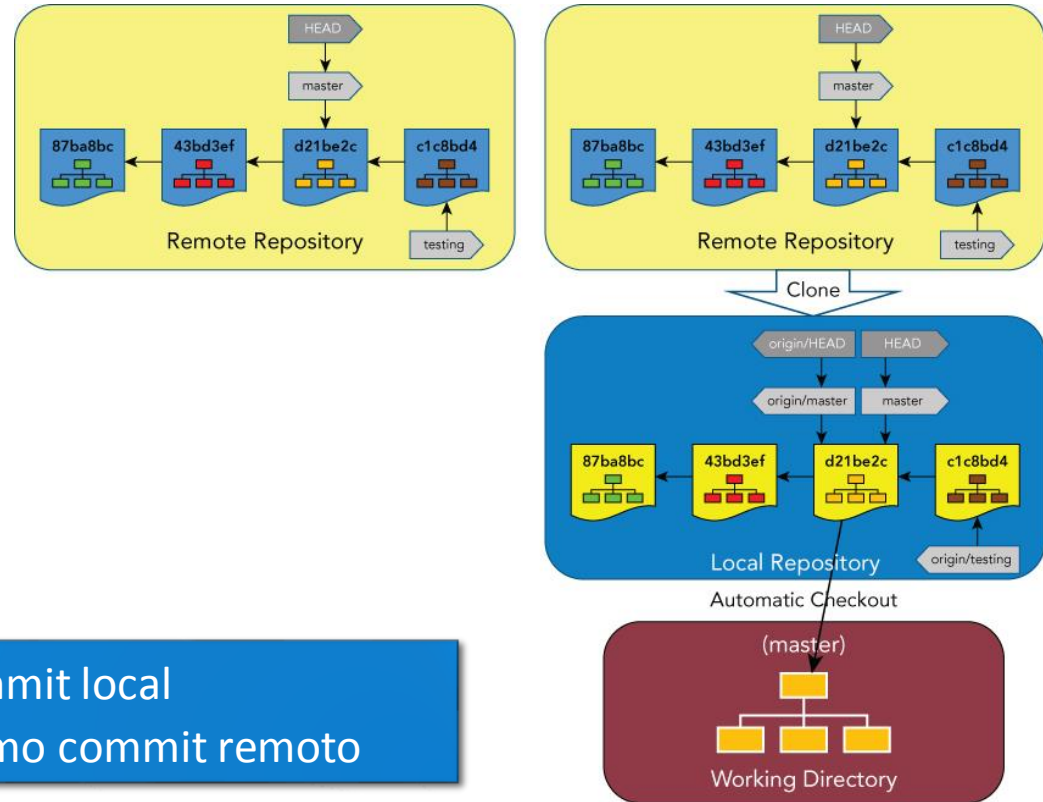 HEAD
master
87ba8bc 43bd3ef d21be2c c1c8bd4
Remote Repository
testing
HEAD
master
87ba8bc 43bd3ef d21be2c c1c8bd4
Remote Repository
testing
Clone
origin/HEAD HEAD
origin/master master
87ba8bc 43bd3ef d21be2c c1c8bd4
Local Repository
origin/testing
Automatic Checkout
(master)
Working Directory
local
commit remoto